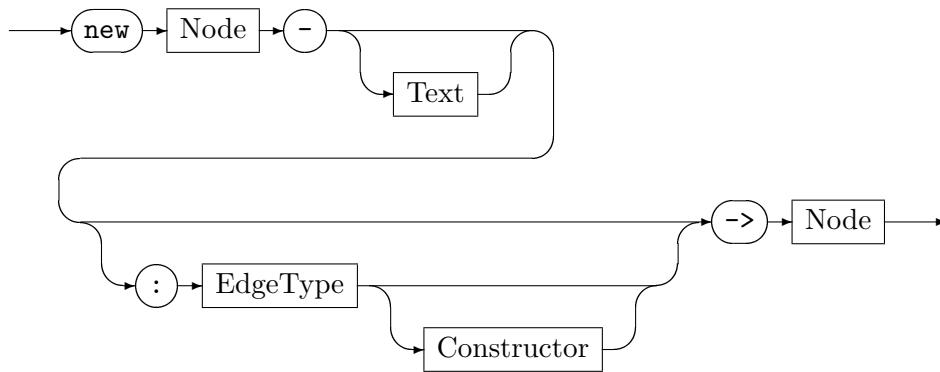 new Node -
Text
-> Node
: EdgeType
Constructor